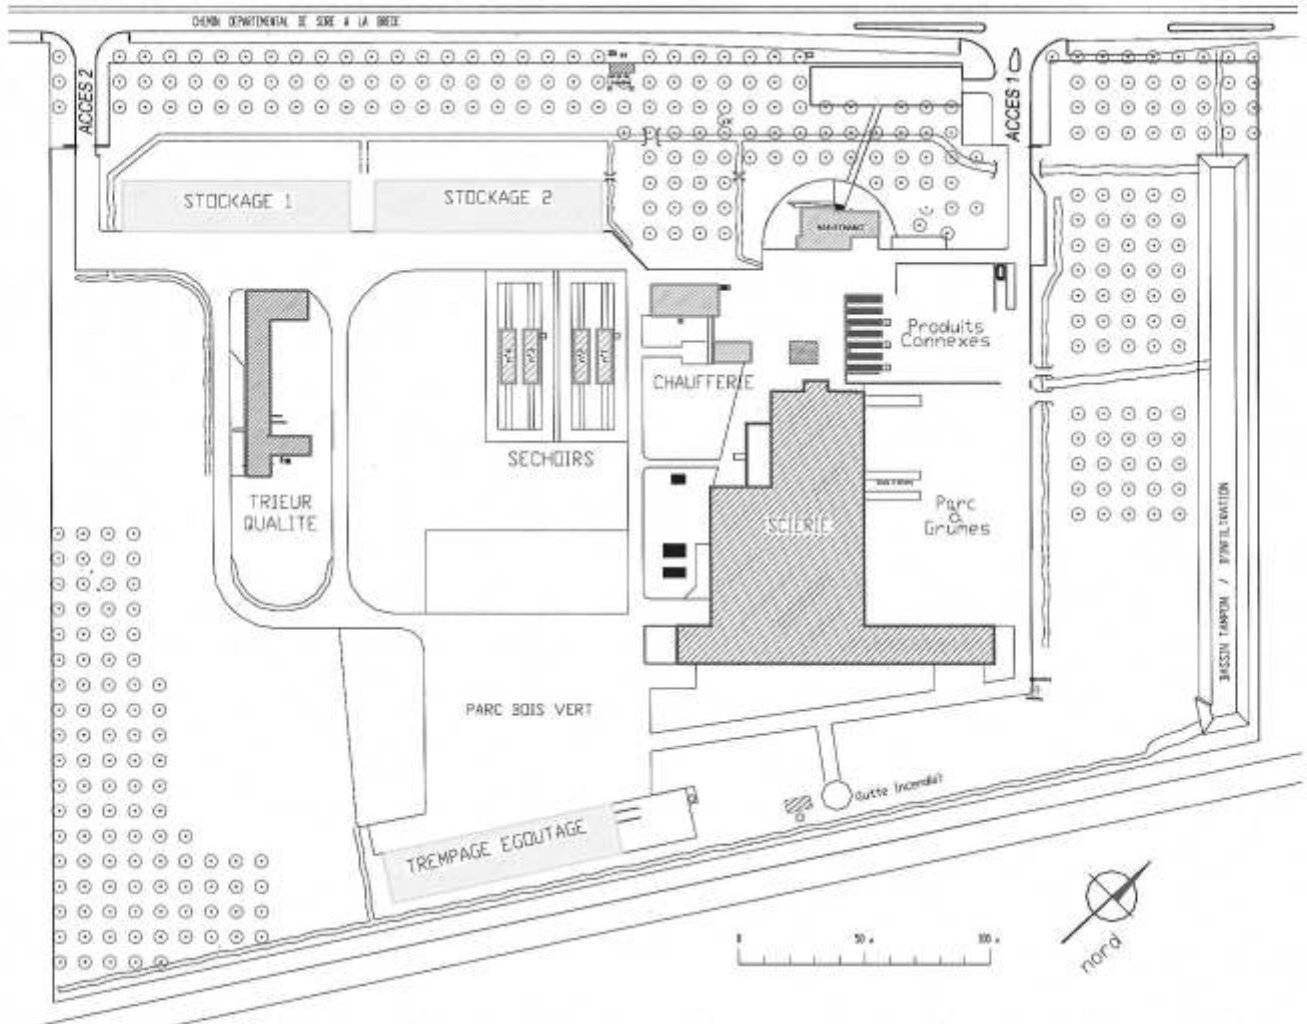 CHEMIN DEPARTEMENTAL DE SORE A LA BREDE
ACCES 2
ACCES 1
STOCKAGE 1
STOCKAGE 2
Produits
Connexes
CHAUFFERIE
SECHOIRS
TRIEUR
QUALITE
SCIERIE
Parc
a
Grumes
BASSIN TAMPON / D'INFILTRATION
PARC BOIS VERT
TREMPAGE EGOUTAGE
Butte Incendie
0
50 m
100 m
nord